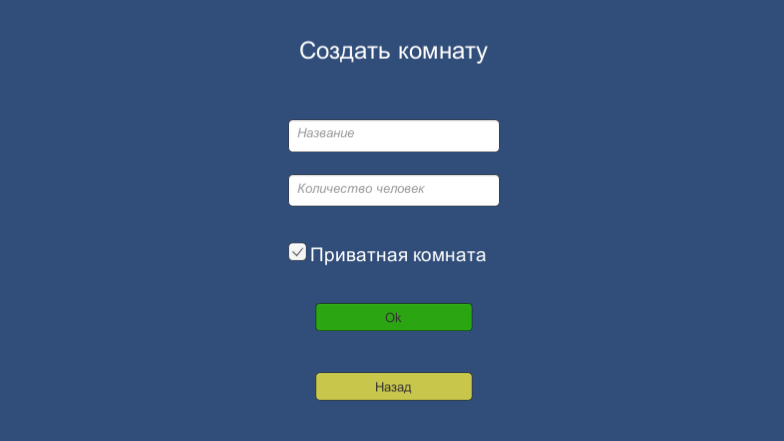 Создать комнату
Название
Количество человек
Приватная комната
Ok
Назад